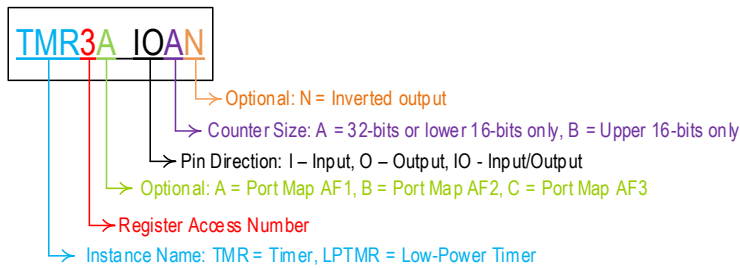 TMR3A_IOAN
Optional: N = Inverted output
Counter Size: A = 32-bits or lower 16-bits only, B = Upper 16-bits only
Pin Direction: I – Input, O – Output, IO - Input/Output
Optional: A = Port Map AF1, B = Port Map AF2, C = Port Map AF3
Register Access Number
Instance Name: TMR = Timer, LPTMR = Low-Power Timer